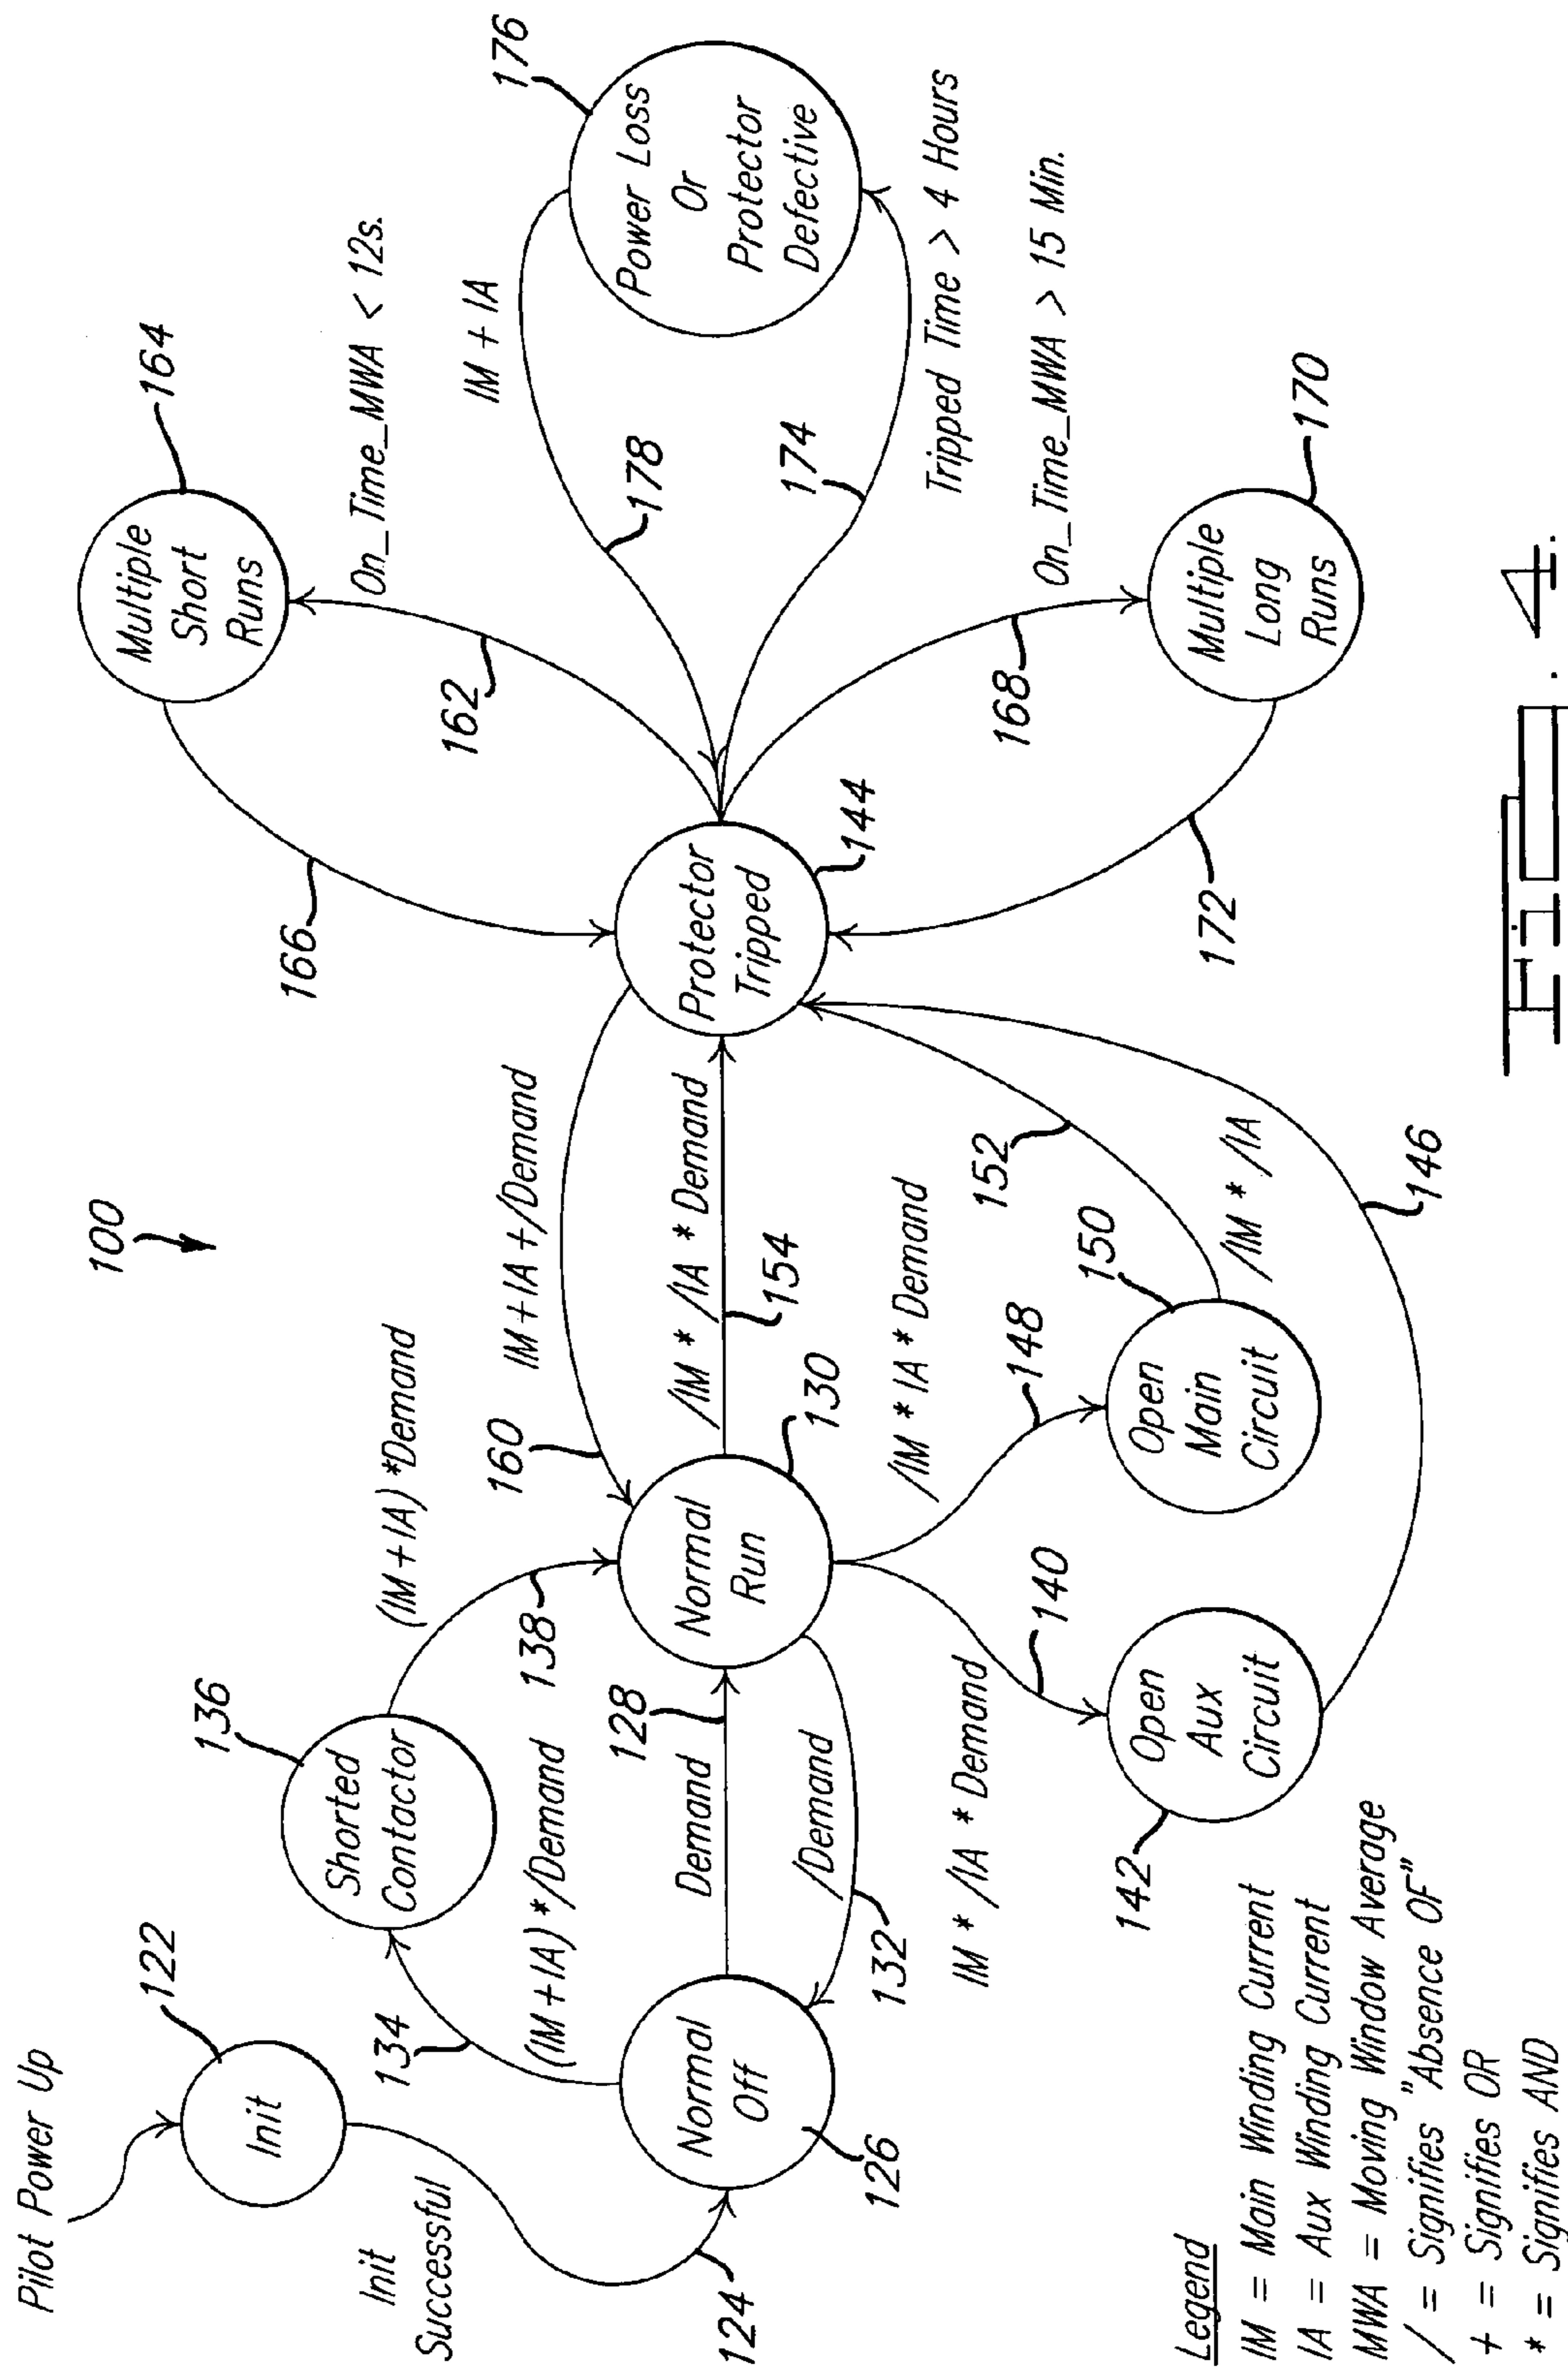 100
Pilot Power Up
122
Init
Init
Successful
124
Normal
Off
126
134
(IM + IA) */Demand
136
Shorted
Contactor
138
(IM + IA) *Demand
Demand
128
/Demand
132
Normal
Run
130
160
IM + IA +/Demand
/IM * /IA * Demand
154
IM * /IA * Demand
140
/IM * IA * Demand
148
142
Open
Aux
Circuit
Open
Main
Circuit
150
152
/IM * /IA
146
Protector
Tripped
144
166
162
Multiple
Short
Runs
164
On_Time_MWA < 12s.
IM + IA
178
174
Power Loss
Or
Protector
Defective
176
Tripped Time > 4 Hours
On_Time_MWA > 15 Min.
168
172
Multiple
Long
Runs
170
Legend
IM = Main Winding Current
IA = Aux Winding Current
MWA = Moving Window Average
/ = Signifies "Absence OF"
+ = Signifies OR
* = Signifies AND
Fig. 4.